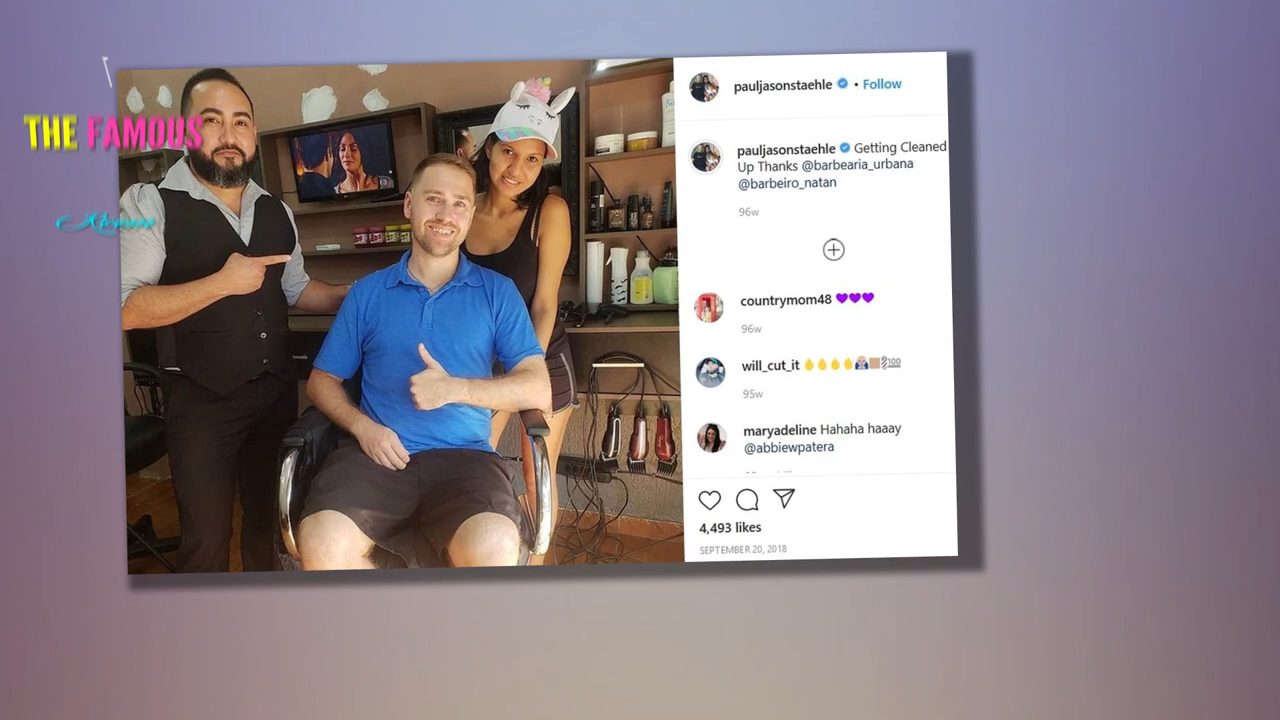 THE FAMOUS
pauljasonstaehle • Follow
pauljasonstaehle Getting Cleaned
Up Thanks @barbearia_urbana
@barbeiro_natan
96w
countrymom48 💜💜💜
96w
will_cut_it
95w
maryadeline Hahaha haaay
@abbiewpatera
4,493 likes
SEPTEMBER 20, 2018